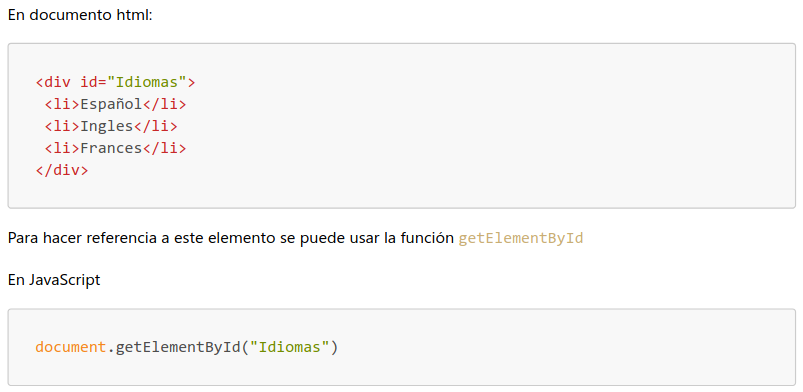 En documento html:
<div id="Idiomas">
 <li>Español</li>
 <li>Ingles</li>
 <li>Frances</li>
</div>
Para hacer referencia a este elemento se puede usar la función getElementById
En JavaScript
document.getElementById("Idiomas")